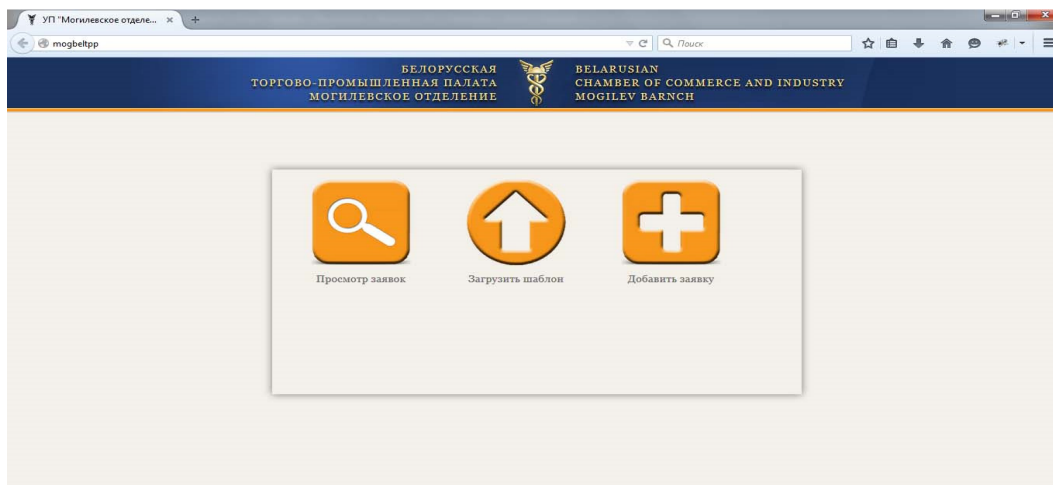 УП "Могилевское отделе...
mogbeltpp
Поиск
БЕЛОРУССКАЯ
ТОРГОВО-ПРОМЫШЛЕННАЯ ПАЛАТА
МОГИЛЕВСКОЕ ОТДЕЛЕНИЕ
BELARUSIAN
CHAMBER OF COMMERCE AND INDUSTRY
MOGILEV BARNCH
Просмотр заявок
Загрузить шаблон
Добавить заявку